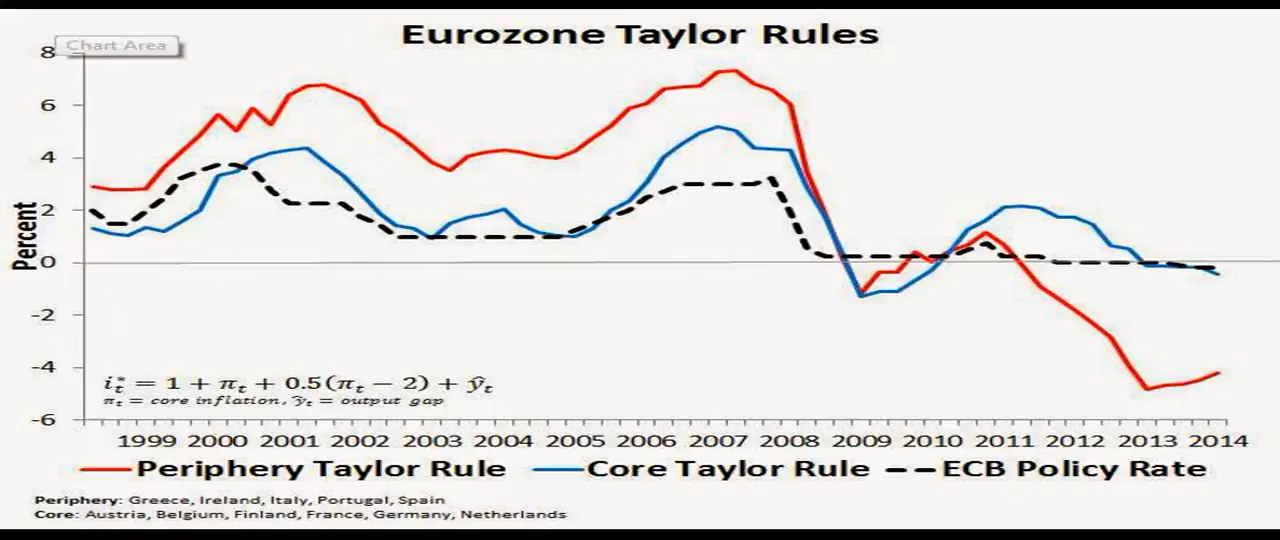 Eurozone Taylor Rules
Chart Area
8
6
4
2
0
-2
-4
-6
Percent
i*ₜ = 1 + πₜ + 0.5(πₜ − 2) + ŷₜ
πₜ = core inflation, ŷₜ = output gap
1999 2000 2001 2002 2003 2004 2005 2006 2007 2008 2009 2010 2011 2012 2013 2014
Periphery Taylor Rule Core Taylor Rule ECB Policy Rate
Periphery: Greece, Ireland, Italy, Portugal, Spain
Core: Austria, Belgium, Finland, France, Germany, Netherlands